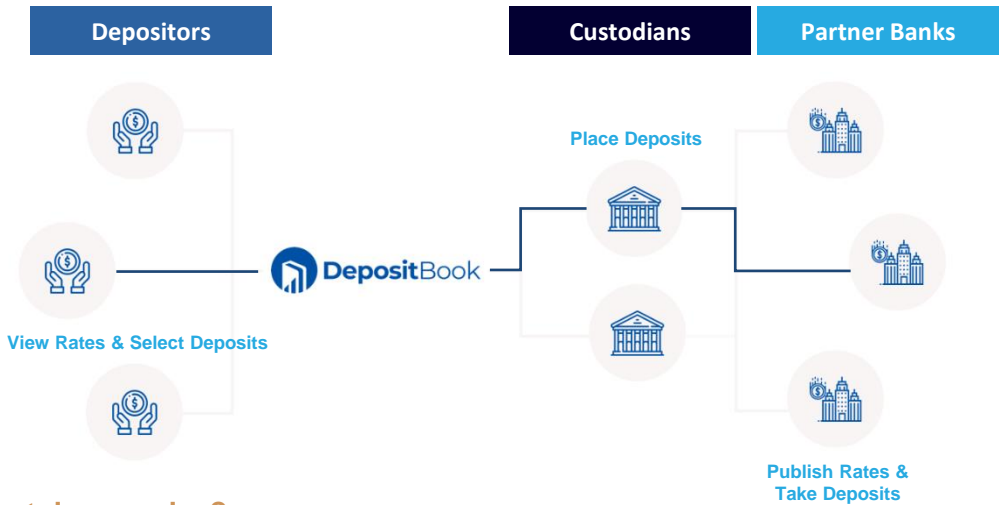 Depositors
Custodians
Partner Banks
Place Deposits
DepositBook
View Rates & Select Deposits
Publish Rates &
Take Deposits